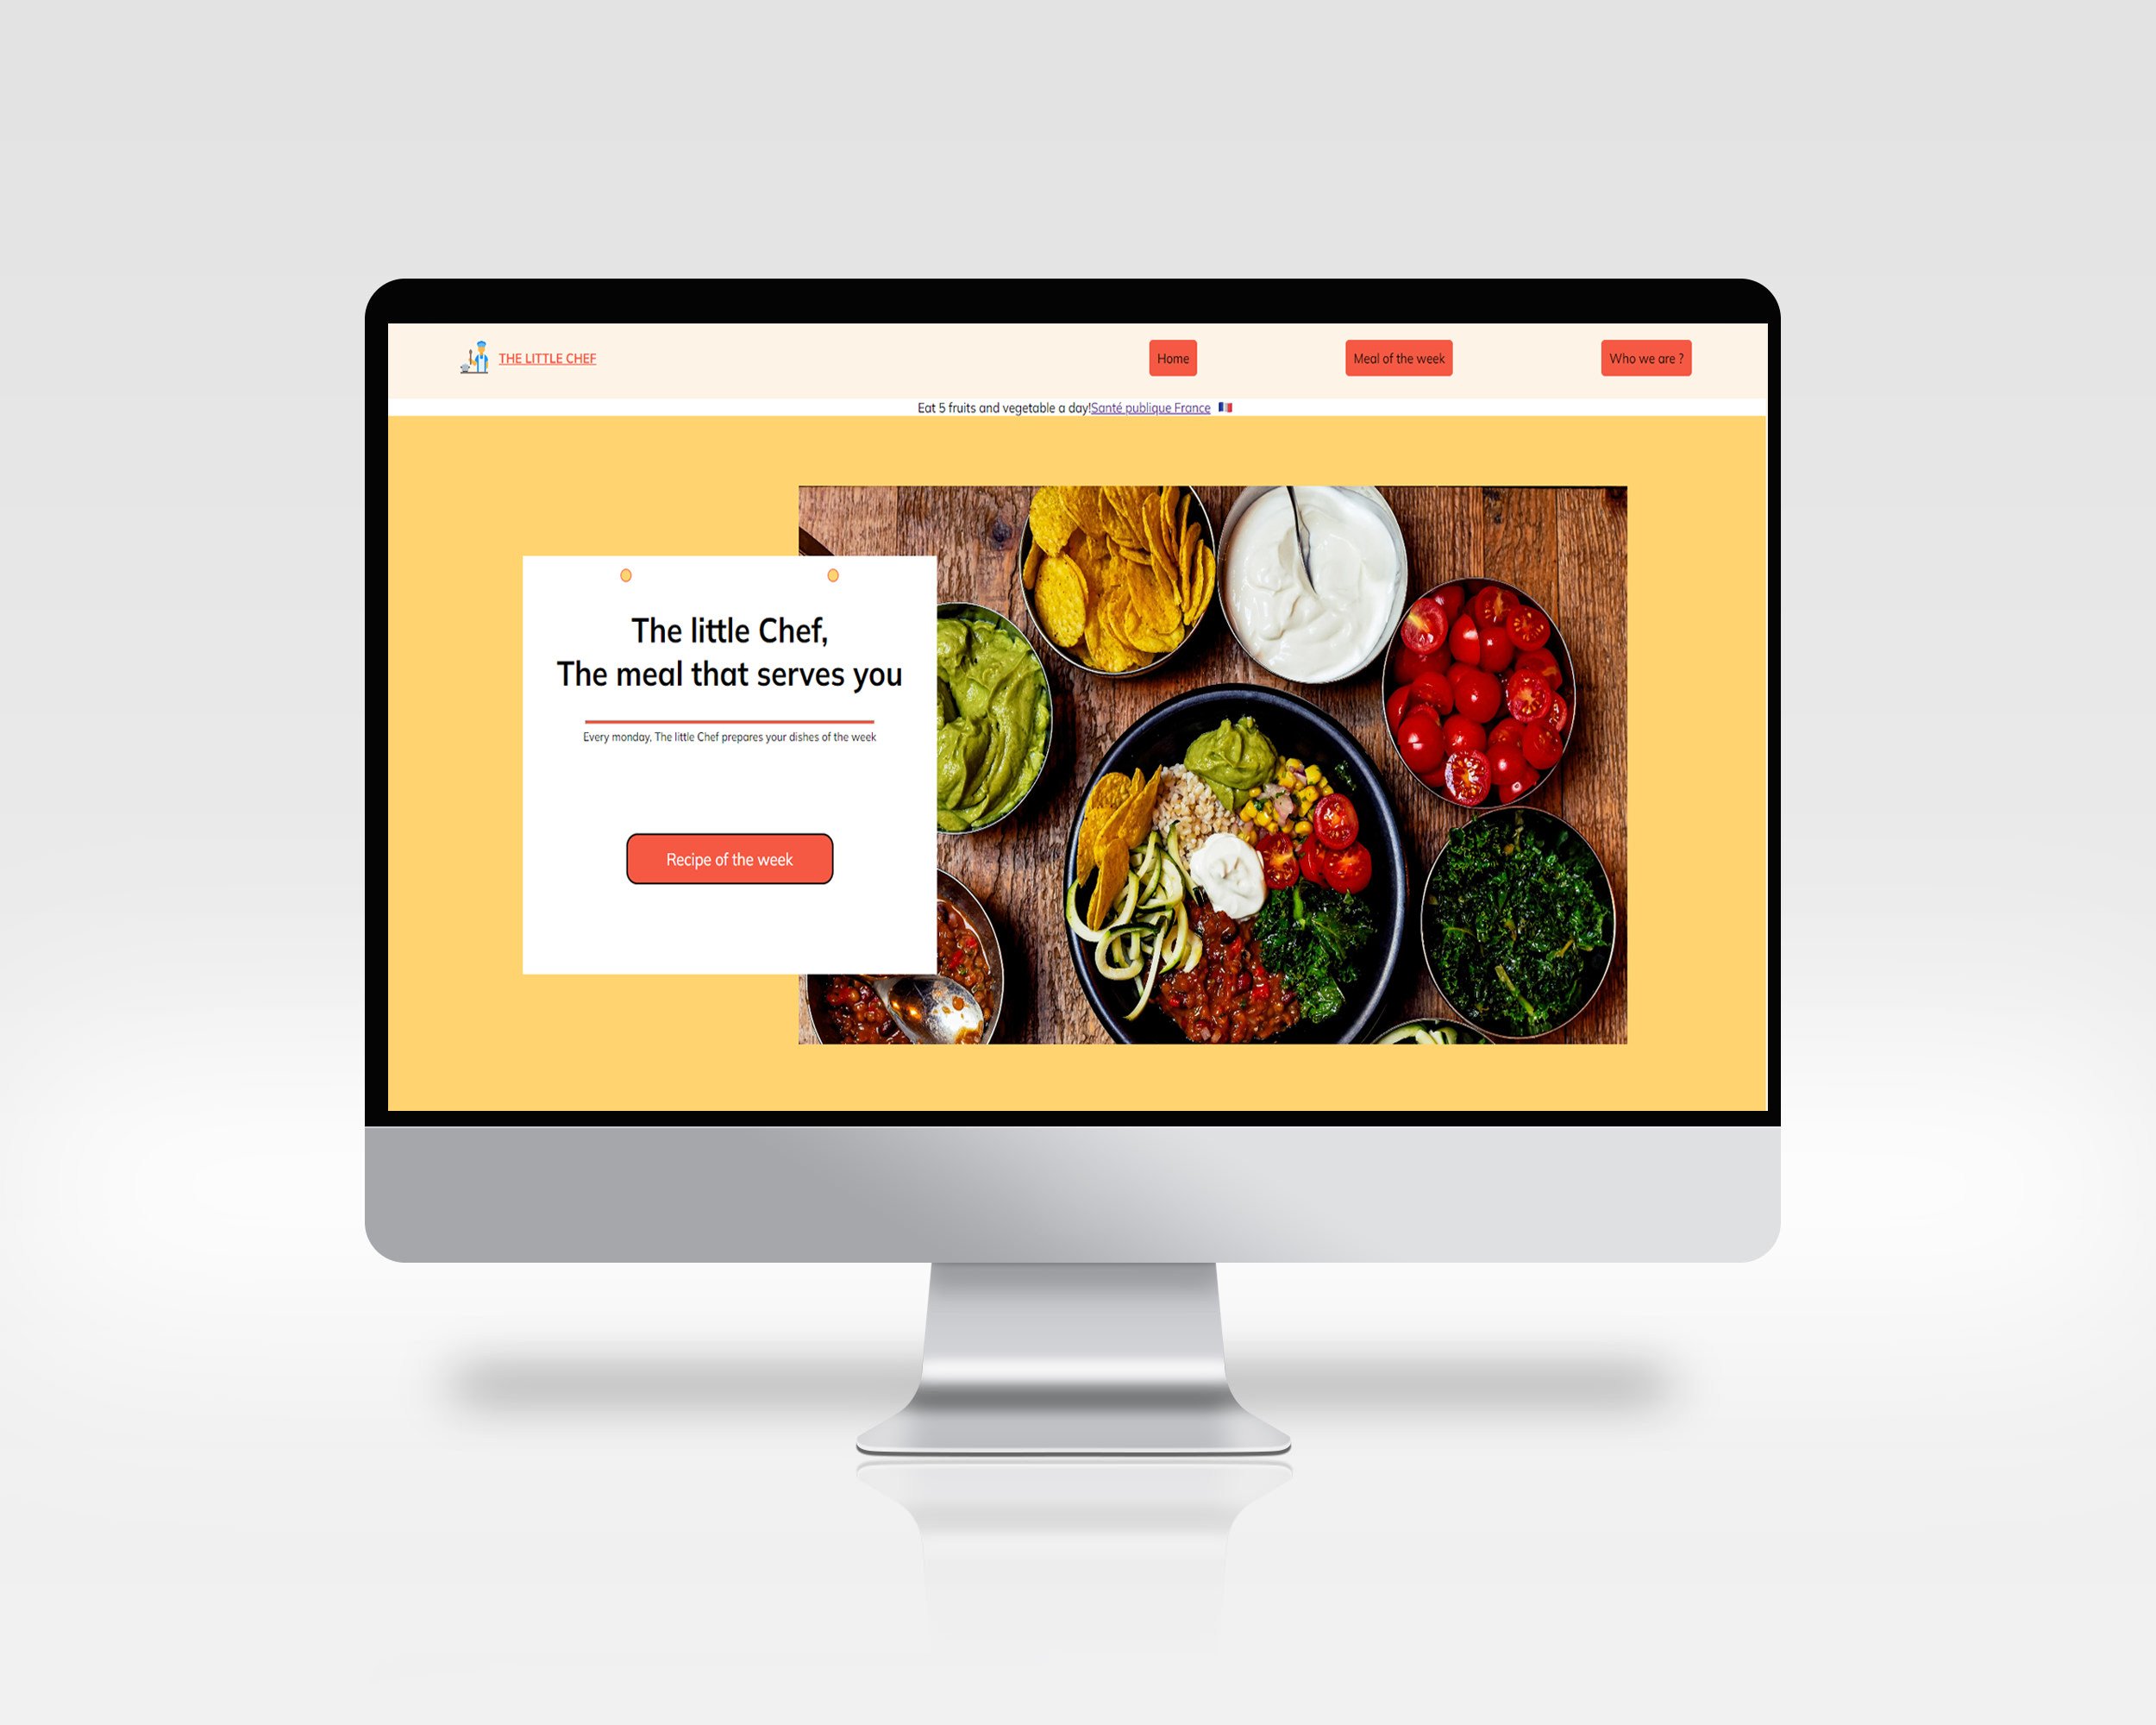 THE LITTLE CHEF
Home
Meal of the week
Who we are ?
Eat 5 fruits and vegetable a day!Santé publique France 🇫🇷
The little Chef,
The meal that serves you
Every monday, The little Chef prepares your dishes of the week
Recipe of the week